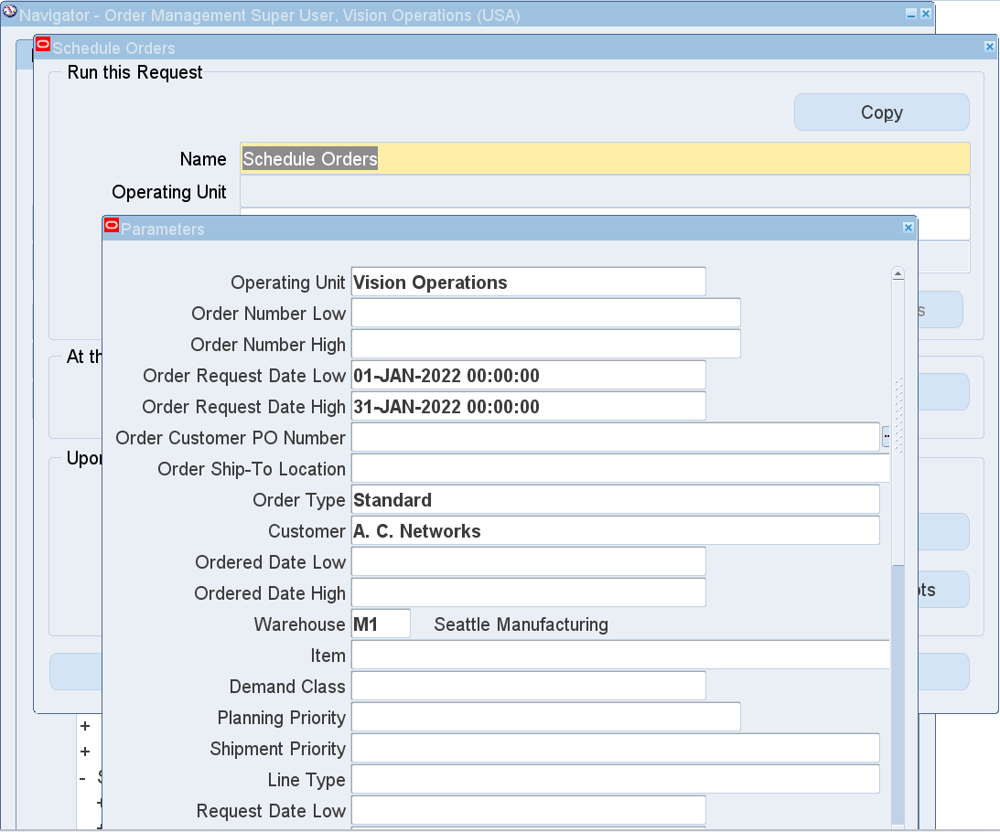 Navigator - Order Management Super User, Vision Operations (USA)
Schedule Orders
Run this Request
Copy
Name Schedule Orders
Operating Unit
Parameters
Operating Unit Vision Operations
Order Number Low
Order Number High
Order Request Date Low 01-JAN-2022 00:00:00
Order Request Date High 31-JAN-2022 00:00:00
Order Customer PO Number
Order Ship-To Location
Order Type Standard
Customer A. C. Networks
Ordered Date Low
Ordered Date High
Warehouse M1 Seattle Manufacturing
Item
Demand Class
Planning Priority
Shipment Priority
Line Type
Request Date Low